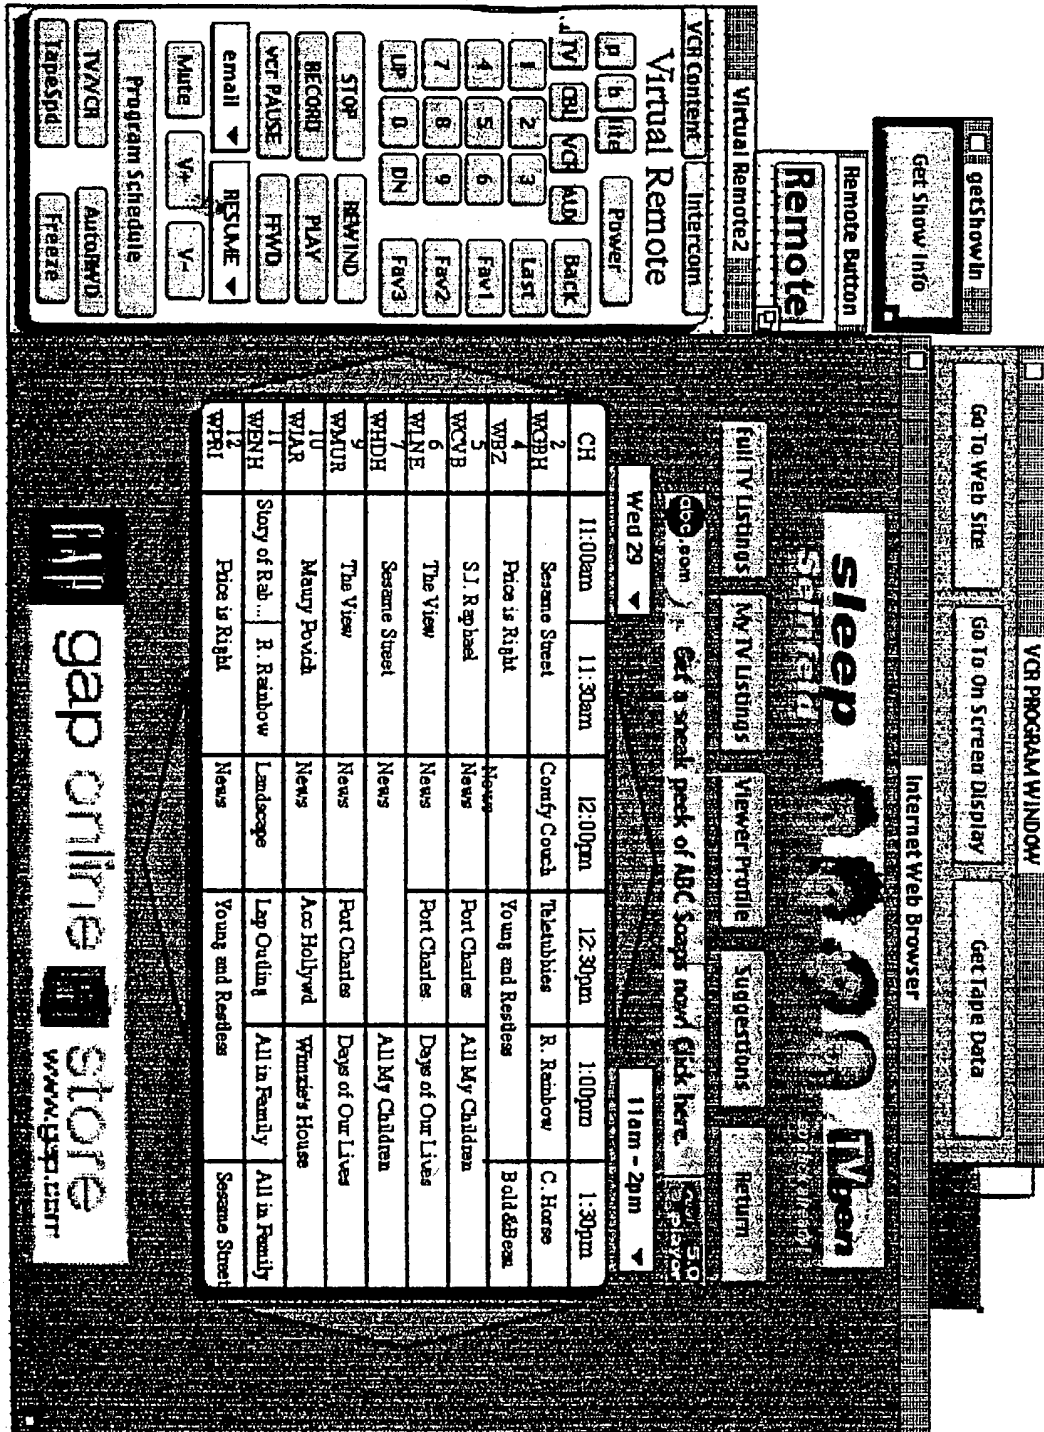 getShowIn
Get Show Info
Remote Button
Remote
Virtual Remote2
VCR Content
Intercom
Virtual Remote
p b lite Power
TV CBL VCR AUX Back
1 2 3 Last
4 5 6 Fav1
7 8 9 Fav2
UP 0 DN Fav3
STOP REWIND
RECORD PLAY
vcr PAUSE FFWD
email ▼ RESUME ▼
Mute V+ V-
Program Schedule
TV/VCR AutoRWD
TapeSpd Freeze
VCR PROGRAM WINDOW
Go To Web Site
Go To On Screen Display
Get Tape Data
Internet Web Browser
sleep
Full TV Listings
My TV Listings
Viewer Profile
Suggestions
Return
abc.com Get a sneak peek of ABC Soaps now! Click here.
Wed 29 ▼ 11am - 2pm ▼
CH 11:00am 11:30am 12:00pm 12:30pm 1:00pm 1:30pm
2 WGBH Sesame Street Comfy Couch Teletubbies R. Rainbow C. Horse
4 WBZ Price is Right News Young and Restless Bold &Beau
5 WCVB S.J. Raphael News Port Charles All My Children
6 WLNE The View News Port Charles Days of Our Lives
7 WHDH Sesame Street News All My Children
9 WMUR The View News Port Charles Days of Our Lives
10 WJAR Maury Povich News Acc Hollywd Wimzie's House
11 WENH Story of Rab... R. Rainbow Landscape Lap Quilting All in Family All in Family
12 WPRI Price is Right News Young and Restless Sesame Street
GAP gap online store
www.gap.com